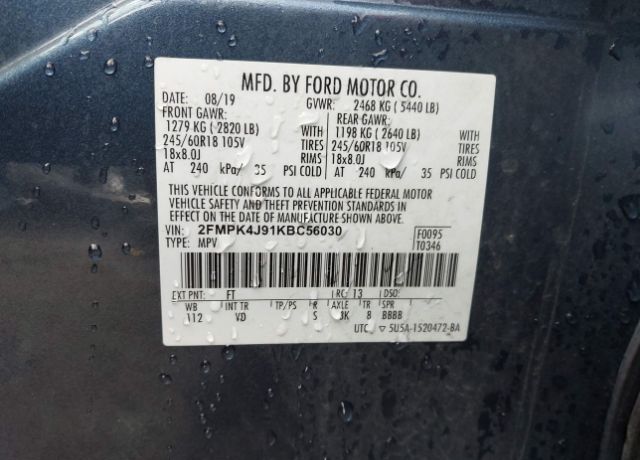 MFD. BY FORD MOTOR CO.
DATE: 08/19 GVWR: 2468 KG ( 5440 LB)
FRONT GAWR: REAR GAWR:
1279 KG ( 2820 LB) WITH 1198 KG ( 2640 LB) WITH
245/60R18 105V TIRES 245/60R18 105V TIRES
18x8.0J RIMS 18x8.0J RIMS
AT 240 kPa/ 35 PSI COLD AT 240 kPa/ 35 PSI COLD
THIS VEHICLE CONFORMS TO ALL APPLICABLE FEDERAL MOTOR
VEHICLE SAFETY AND THEFT PREVENTION STANDARDS IN
EFFECT ON THE DATE OF MANUFACTURE SHOWN ABOVE.
VIN: 2FMPK4J91KBC56030 F0095
TYPE: MPV T0346
EXT PNT: FT RC: 13 DSO:
WB INT TR TP/PS R AXLE TR SPR
112 VD S 3K 8 BBBB
UTC ▽ 5U5A-1520472-BA